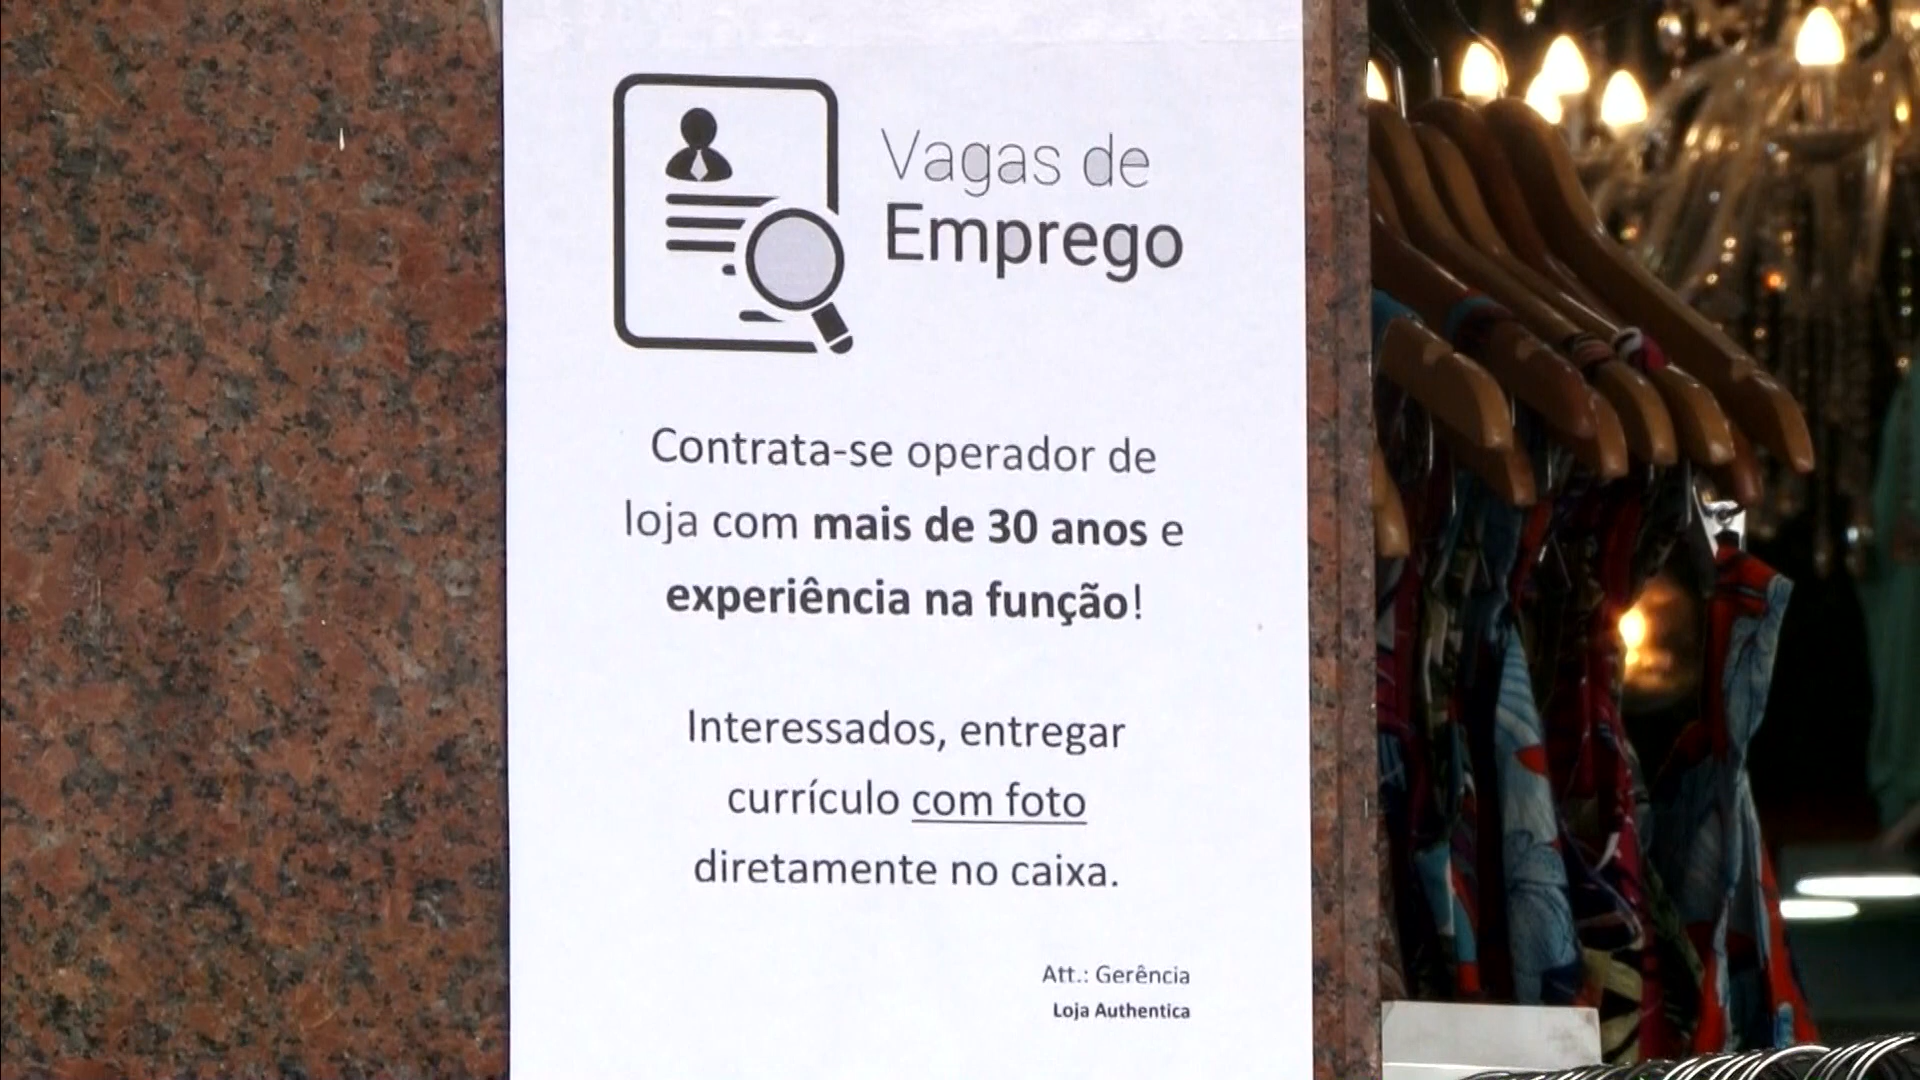 Vagas de
Emprego
Contrata-se operador de
loja com mais de 30 anos e
experiência na função!
Interessados, entregar
currículo com foto
diretamente no caixa.
Att.: Gerência
Loja Authentica